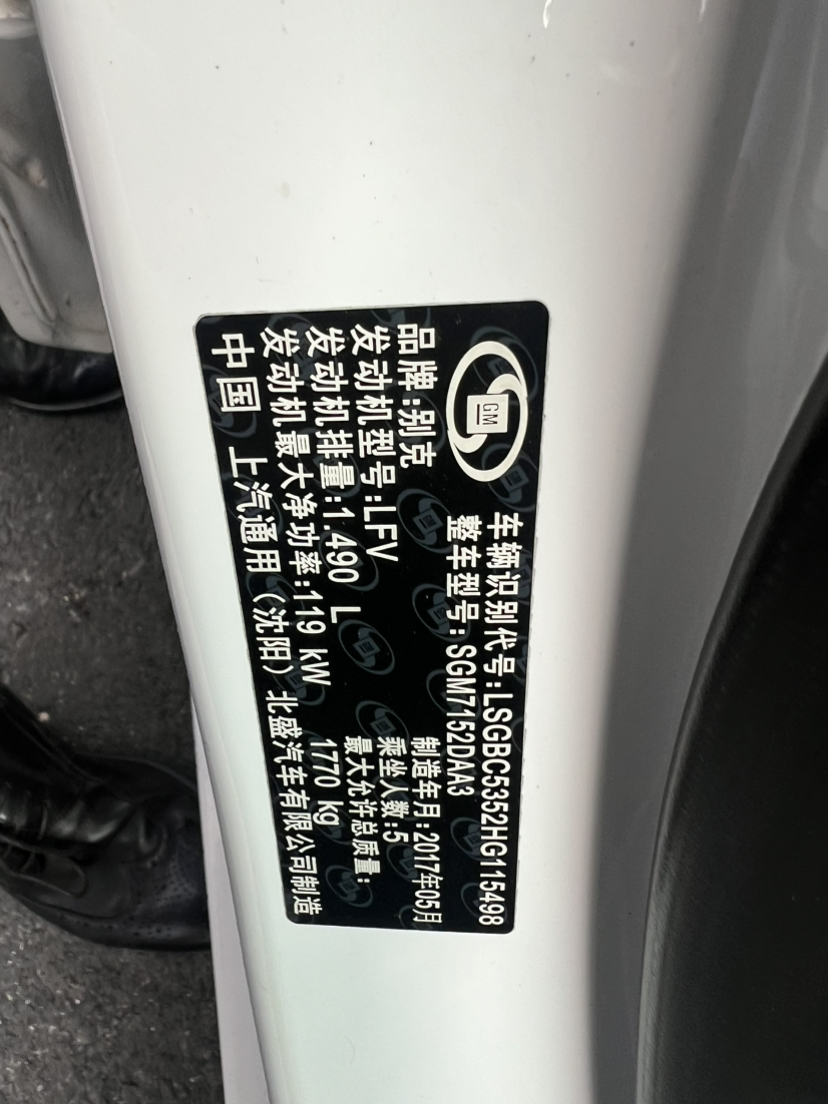 GM
车辆识别代号:LSGBC5352HG115498
整车型号:SGM7152DAA3
品牌:别克
发动机型号:LFV
发动机排量:1.490 L
发动机最大净功率:119 kW
制造年月:2017年05月
乘坐人数:5
最大允许总质量:
1770 kg
中国 上汽通用(沈阳)北盛汽车有限公司制造